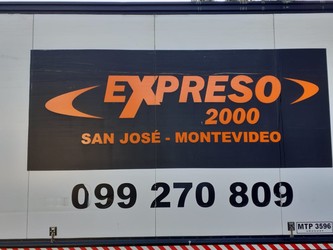 EXPRESO
2000
SAN JOSÉ - MONTEVIDEO
099 270 809
MTP 3596